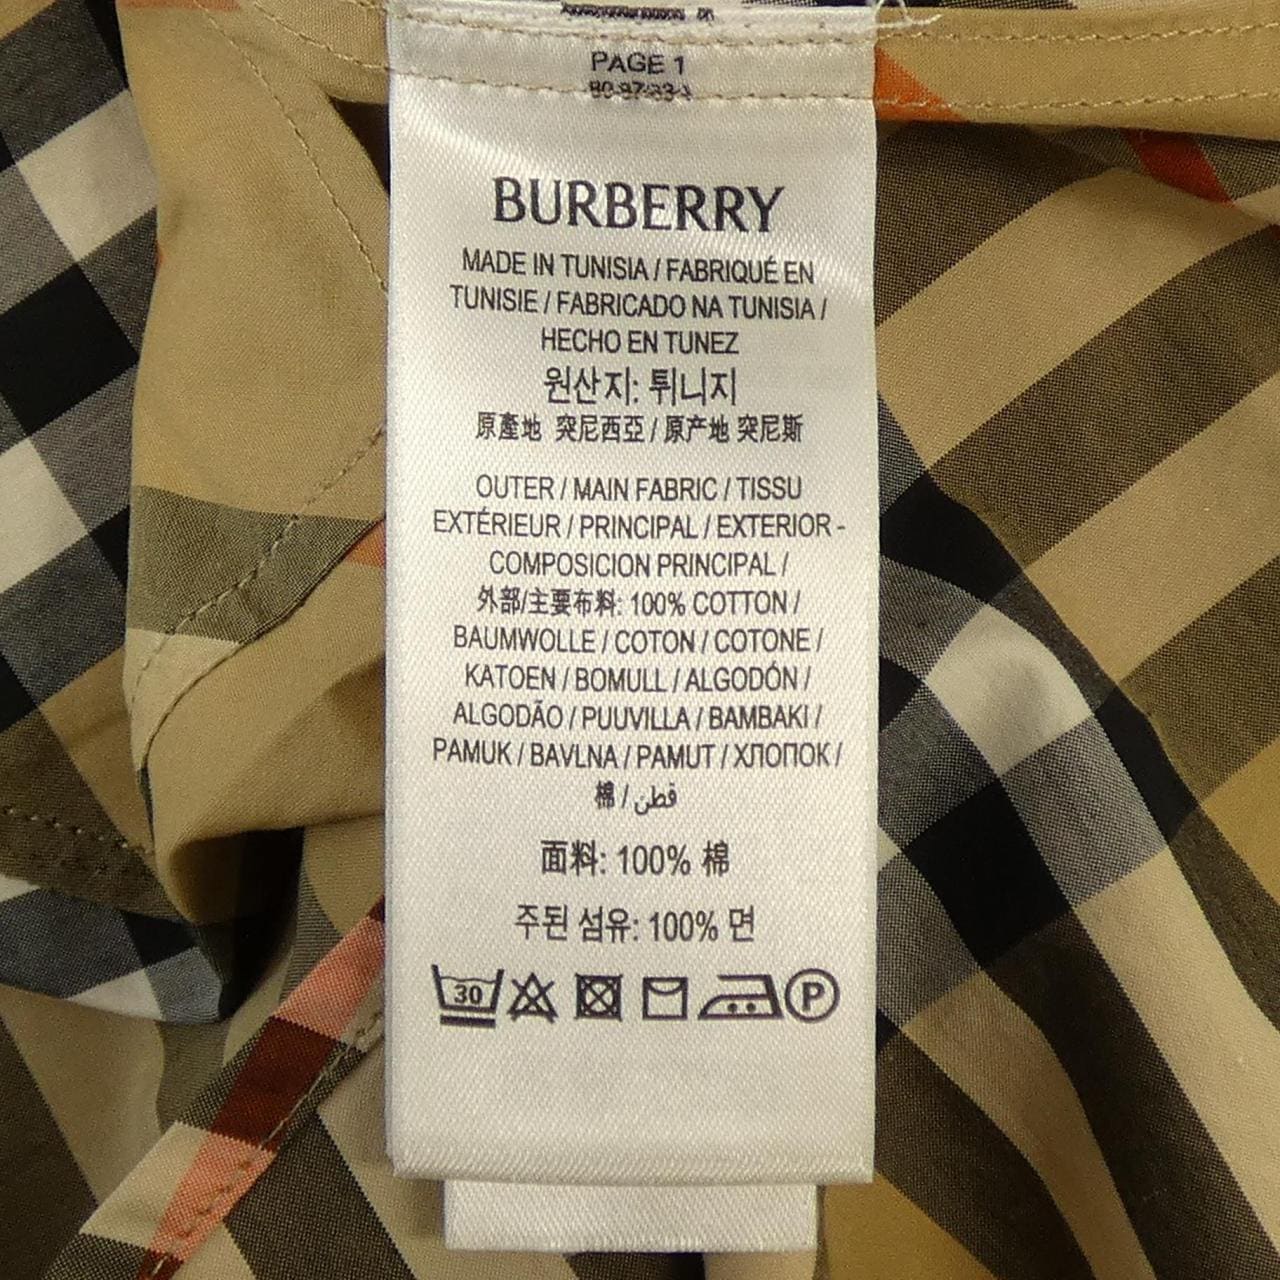 PAGE 1
BURBERRY
MADE IN TUNISIA / FABRIQUÉ EN
TUNISIE / FABRICADO NA TUNISIA /
HECHO EN TUNEZ
원산지: 튀니지
原產地 突尼西亞 / 原产地 突尼斯
OUTER / MAIN FABRIC / TISSU
EXTÉRIEUR / PRINCIPAL / EXTERIOR -
COMPOSICION PRINCIPAL /
外部/主要布料: 100% COTTON /
BAUMWOLLE / COTON / COTONE /
KATOEN / BOMULL / ALGODÓN /
ALGODÃO / PUUVILLA / BAMBAKI /
PAMUK / BAVLNA / PAMUT / ХЛОПОК /
棉 / قطن
面料: 100% 棉
주된 섬유: 100% 면
30 P